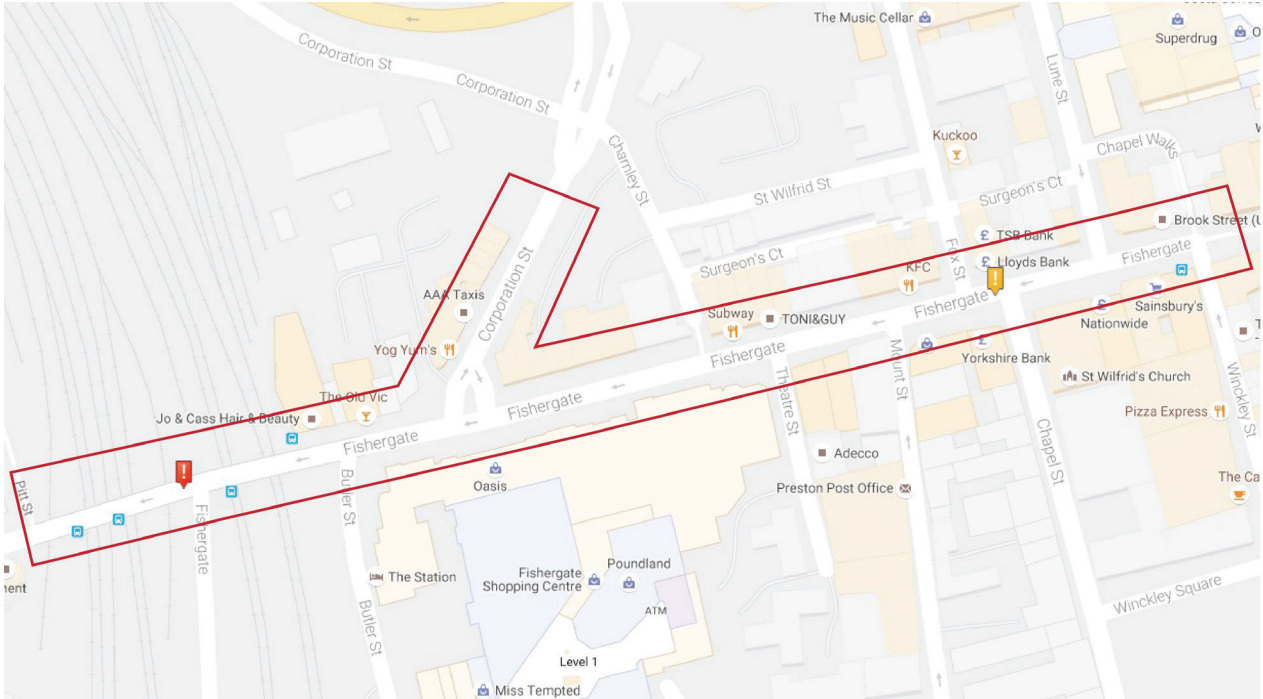 The Music Cellar
Superdrug
Corporation St
Corporation St
Lune St
Kuckoo
Chapel Walks
Charnley St
St Wilfrid St
Surgeon's Ct
Brook Street (U
TSB Bank
Fox St
Surgeon's Ct
Fishergate
Lloyds Bank
KFC
AAA Taxis
Corporation St
Fishergate
Sainsbury's
Subway
TONI&GUY
Nationwide
Yog Yum's
Fishergate
Mount St
Yorkshire Bank
St Wilfrid's Church
Winckley St
The Old Vic
Theatre St
Fishergate
Pizza Express
Jo & Cass Hair & Beauty
Fishergate
Chapel St
Adecco
Pitt St
Butler St
Oasis
Preston Post Office
The Ca
Fishergate
The Station
Fishergate
Shopping Centre
Poundland
ATM
Winckley Square
Butler St
Level 1
Miss Tempted